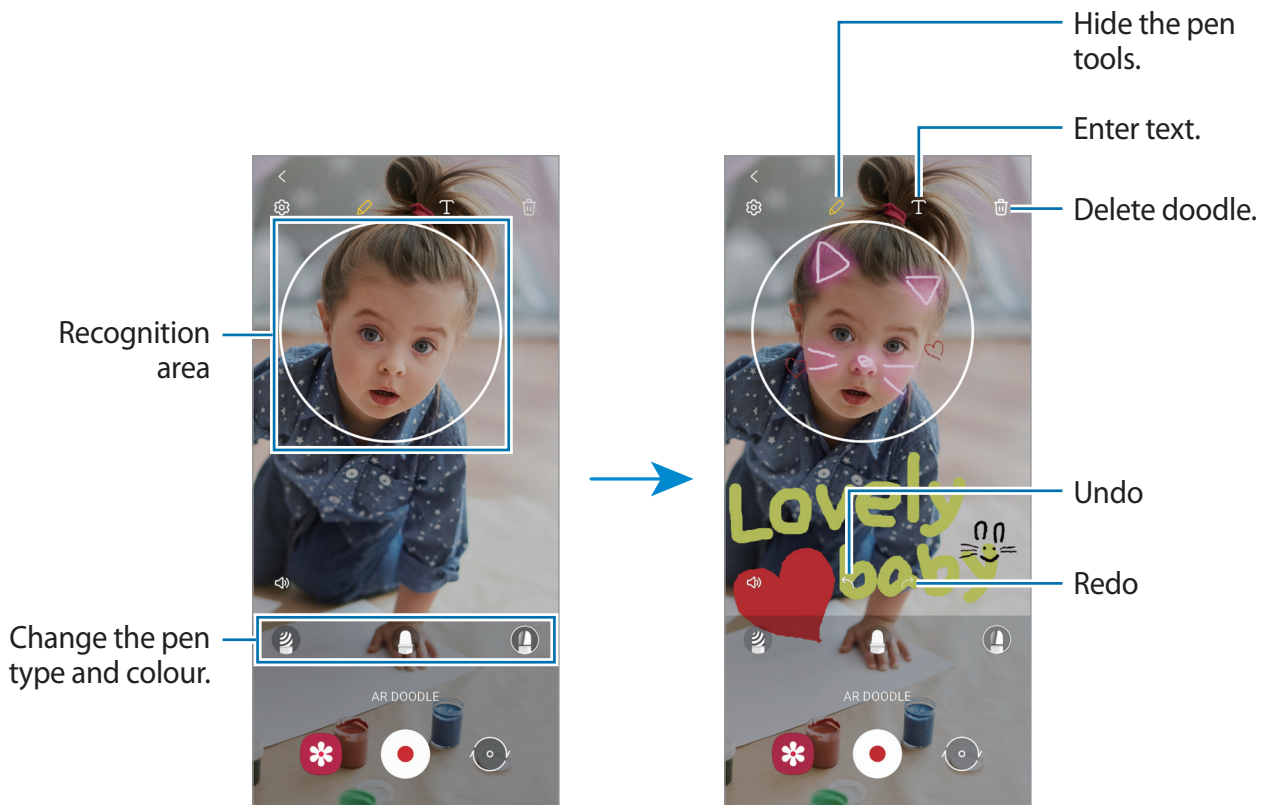 Hide the pen
tools.
Enter text.
Delete doodle.
T
T
Recognition
area
Lovely
baby
Undo
Redo
Change the pen
type and colour.
AR DOODLE
AR DOODLE